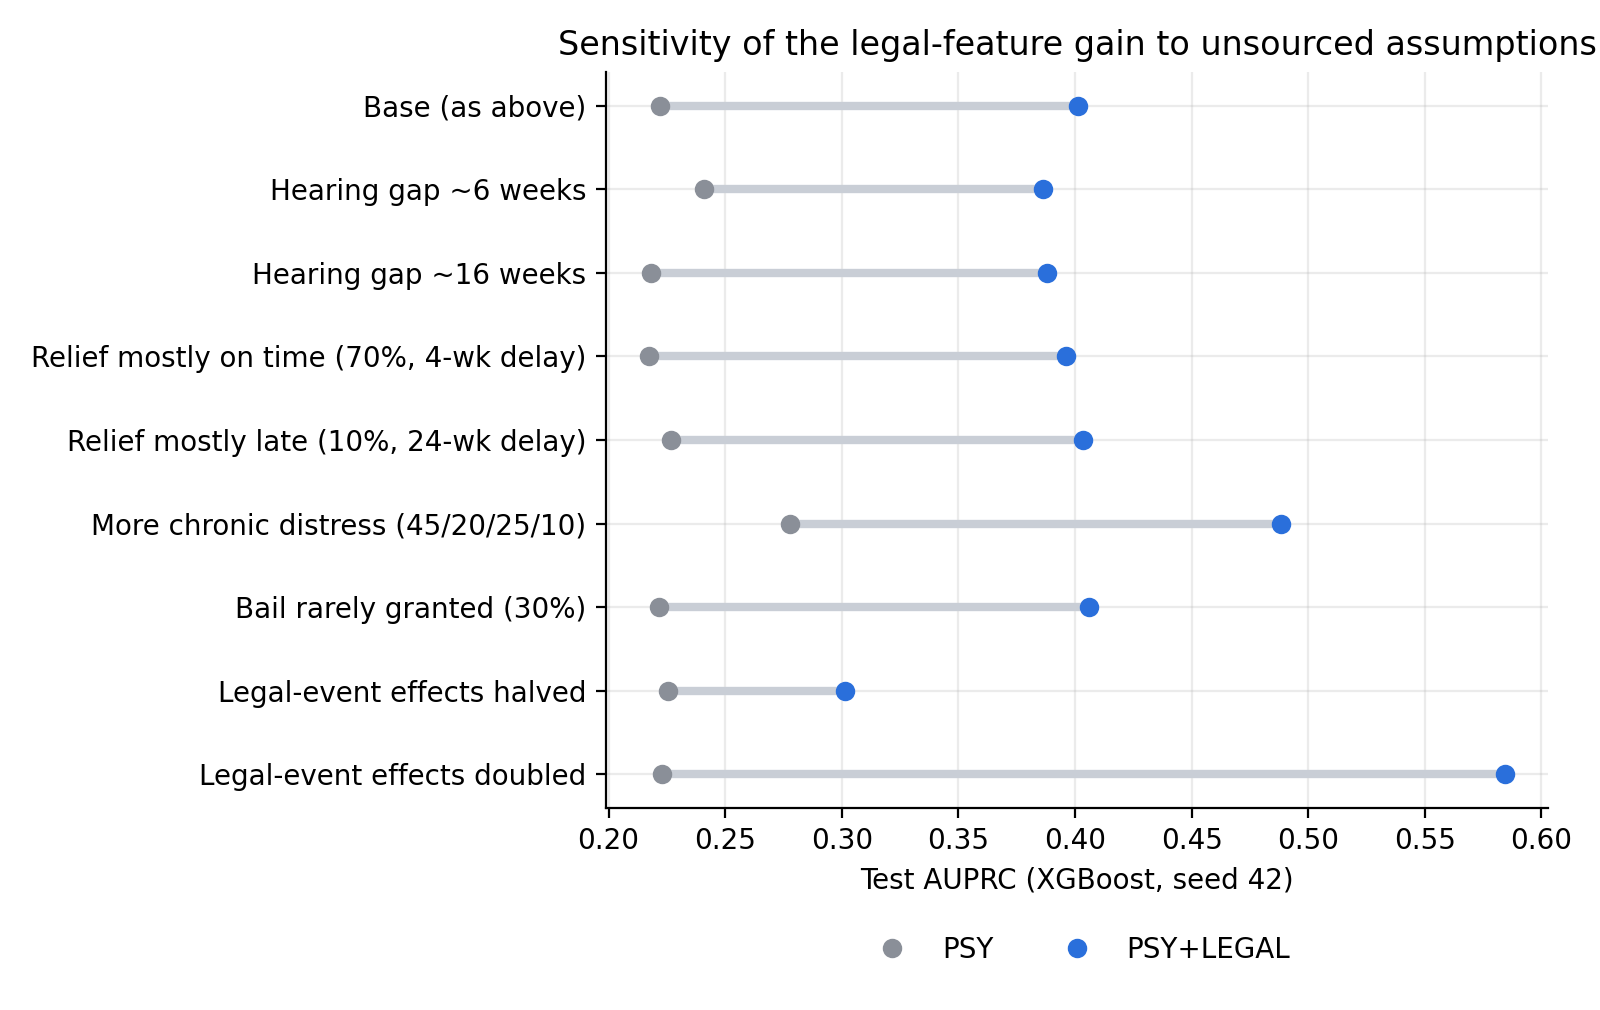 Sensitivity of the legal-feature gain to unsourced assumptions
Base (as above)
Hearing gap ~6 weeks
Hearing gap ~16 weeks
Relief mostly on time (70%, 4-wk delay)
Relief mostly late (10%, 24-wk delay)
More chronic distress (45/20/25/10)
Bail rarely granted (30%)
Legal-event effects halved
Legal-event effects doubled
0.20 0.25 0.30 0.35 0.40 0.45 0.50 0.55 0.60
Test AUPRC (XGBoost, seed 42)
PSY PSY+LEGAL